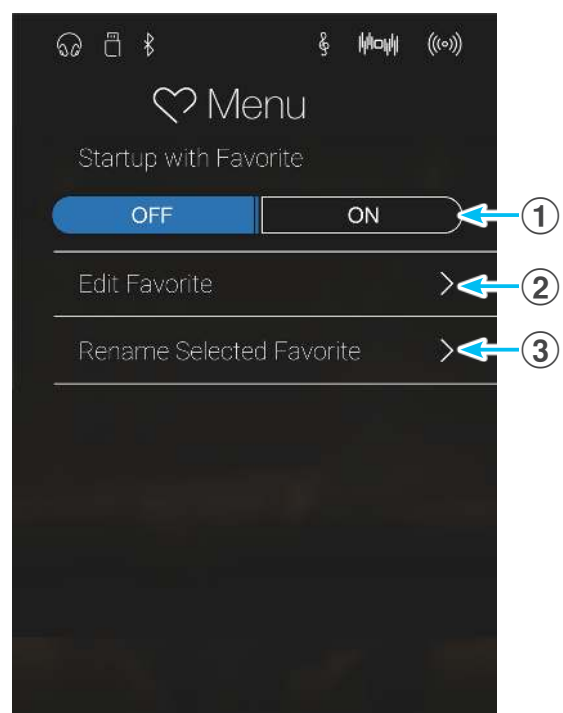 Menu
Startup with Favorite
OFF ON 1
Edit Favorite 2
Rename Selected Favorite 3